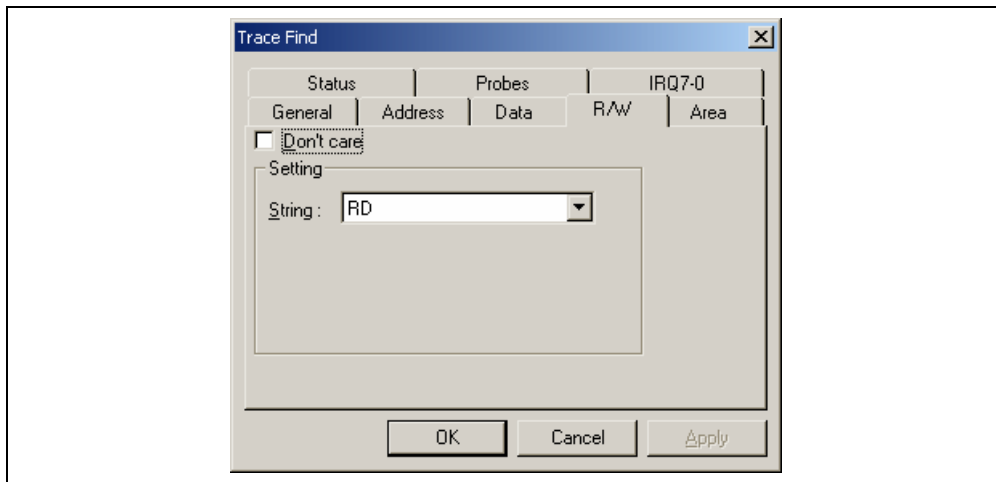 Trace Find
Status Probes IRQ7-0
General Address Data R/W Area
Don't care
Setting
String : RD
OK Cancel Apply